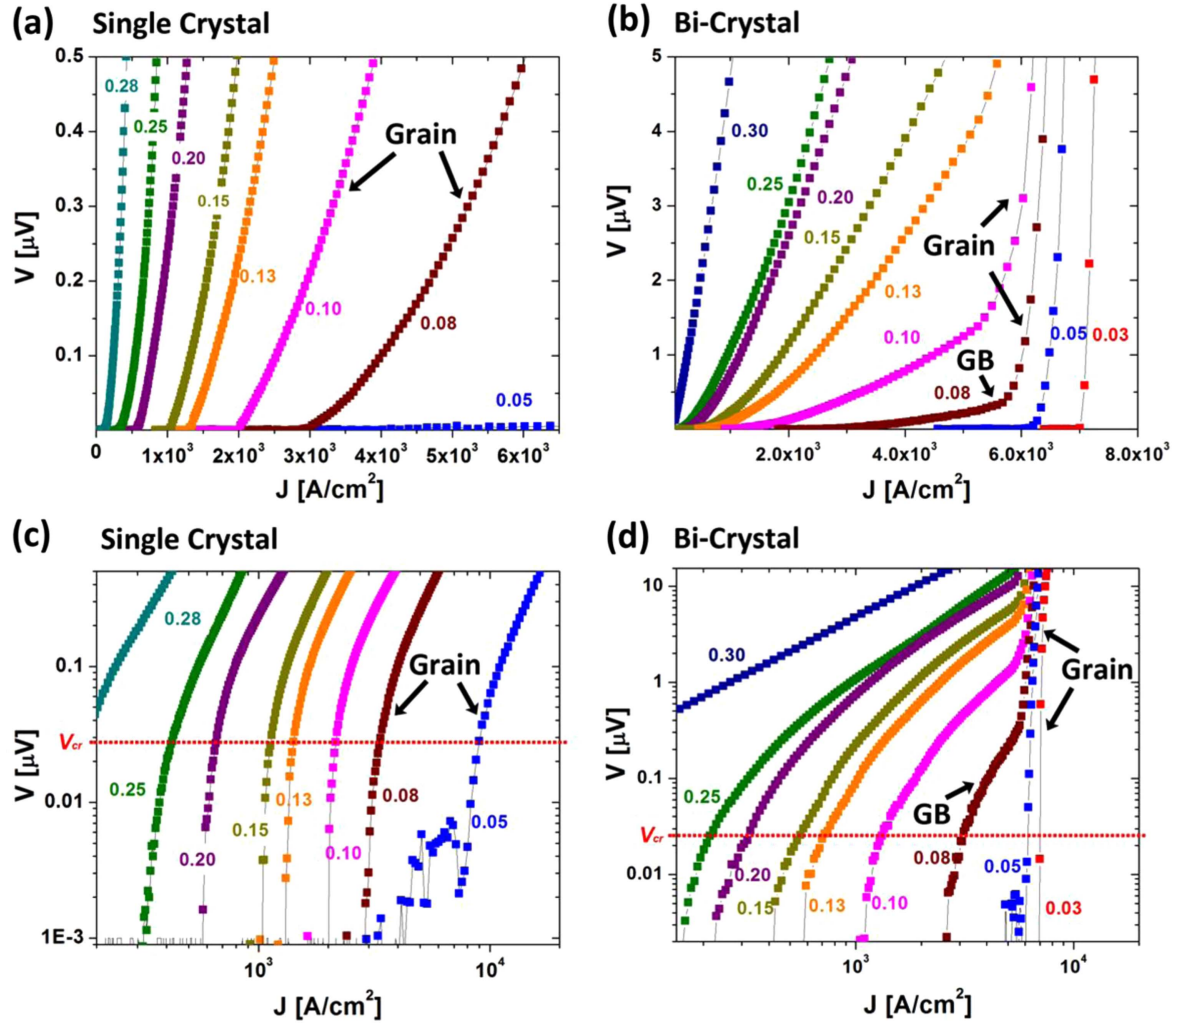 (a) Single Crystal
0.5
0.4
0.3
0.2
0.1
V [μV]
0.28
0.25
0.20
0.15
0.13
0.10
0.08
0.05
Grain
0 1x10³ 2x10³ 3x10³ 4x10³ 5x10³ 6x10³
J [A/cm²]
(b) Bi-Crystal
5
4
3
2
1
V [μV]
0.30
0.25
0.20
0.15
0.13
0.10
0.08
0.05
0.03
Grain
GB
2.0x10³ 4.0x10³ 6.0x10³ 8.0x10³
J [A/cm²]
(c) Single Crystal
0.1
Vcr
0.01
1E-3
V [μV]
0.28
0.25
0.20
0.15
0.13
0.10
0.08
0.05
Grain
10³ 10⁴
J [A/cm²]
(d) Bi-Crystal
10
1
0.1
Vcr
0.01
V [μV]
0.30
0.25
0.20
0.15
0.13
0.10
0.08
0.05
0.03
Grain
GB
10³ 10⁴
J [A/cm²]